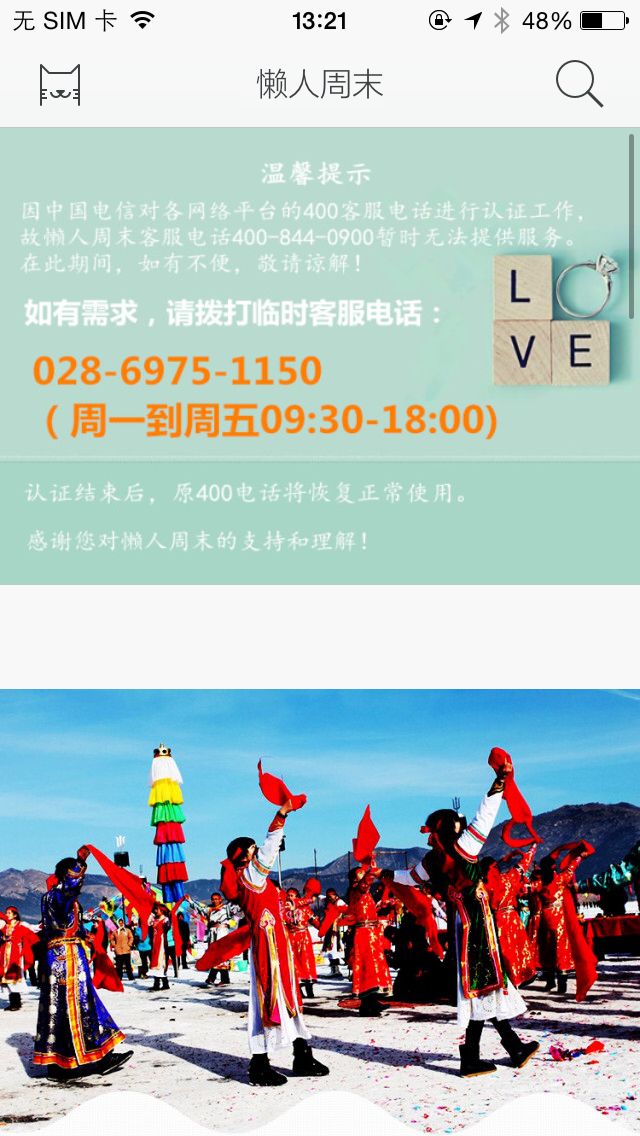 无 SIM 卡 13:21 48%
懒人周末
温馨提示
因中国电信对各网络平台的400客服电话进行认证工作，
故懒人周末客服电话400-844-0900暂时无法提供服务。
在此期间，如有不便，敬请谅解！
如有需求，请拨打临时客服电话：
028-6975-1150
（周一到周五09:30-18:00)
L
V E
认证结束后，原400电话将恢复正常使用。
感谢您对懒人周末的支持和理解！